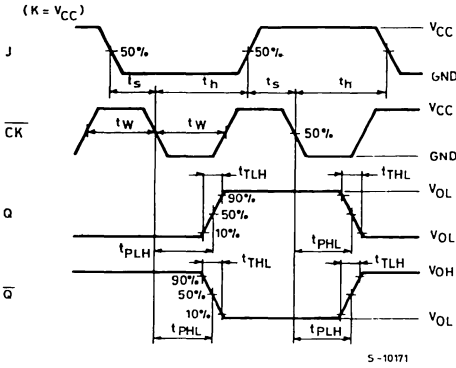 (K = VCC)
J
50%
50%
VCC
GND
ts
th
ts
th
CK
tW
tW
50%
VCC
GND
Q
tTLH
90%
50%
10%
tPLH
tTHL
tPHL
VOL
VOL
Q
tTHL
90%
50%
10%
tPHL
tTLH
tPLH
VOH
VOL
S-10171